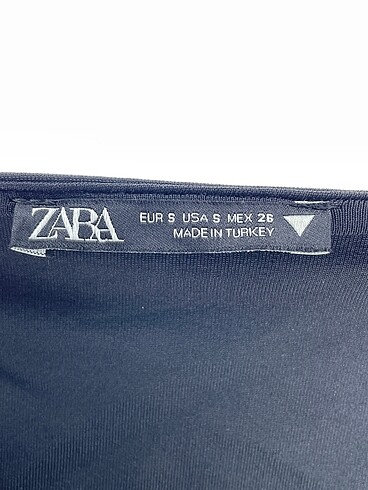 ZARA
EUR S USA S MEX 26
MADE IN TURKEY